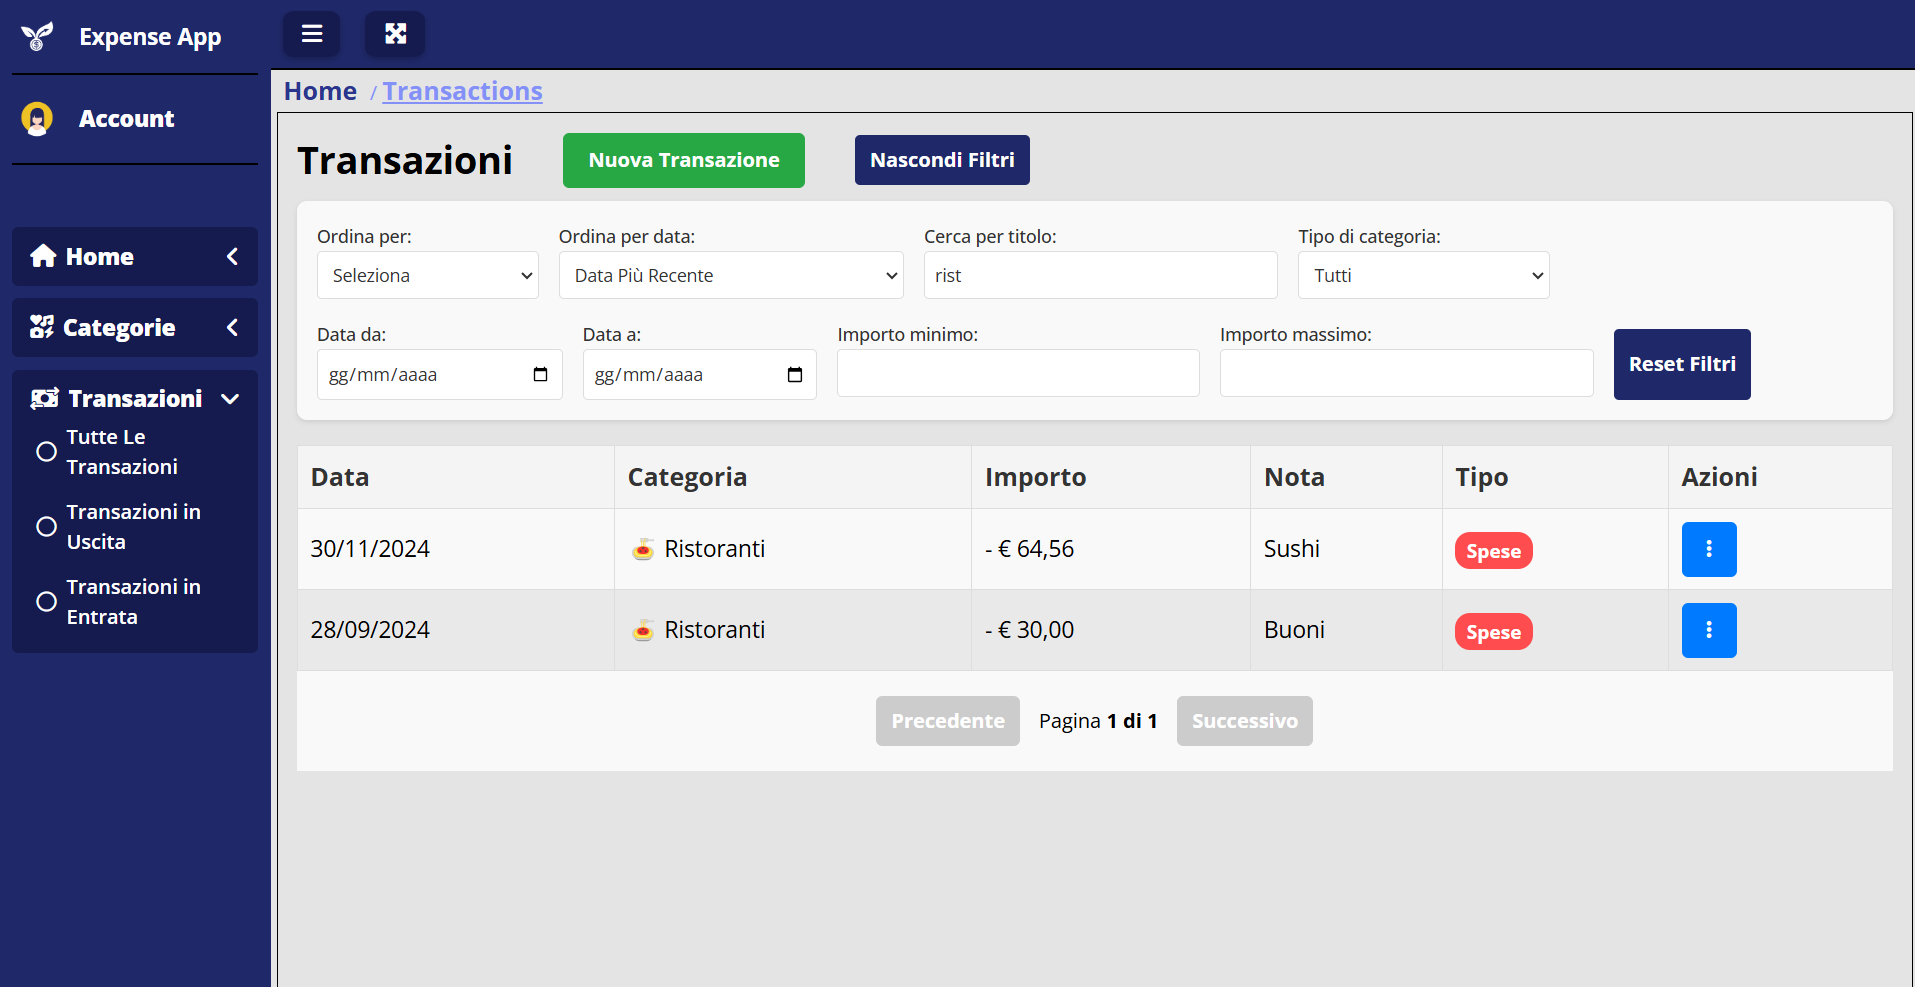 Expense App
Account
Home
Categorie
Transazioni
Tutte Le
Transazioni
Transazioni in
Uscita
Transazioni in
Entrata
Home / Transactions
Transazioni Nuova Transazione Nascondi Filtri
Ordina per: Ordina per data: Cerca per titolo: Tipo di categoria:
Seleziona Data Più Recente rist Tutti
Data da: Data a: Importo minimo: Importo massimo:
gg/mm/aaaa gg/mm/aaaa Reset Filtri
Data Categoria Importo Nota Tipo Azioni
30/11/2024 Ristoranti - € 64,56 Sushi Spese
28/09/2024 Ristoranti - € 30,00 Buoni Spese
Precedente Pagina 1 di 1 Successivo